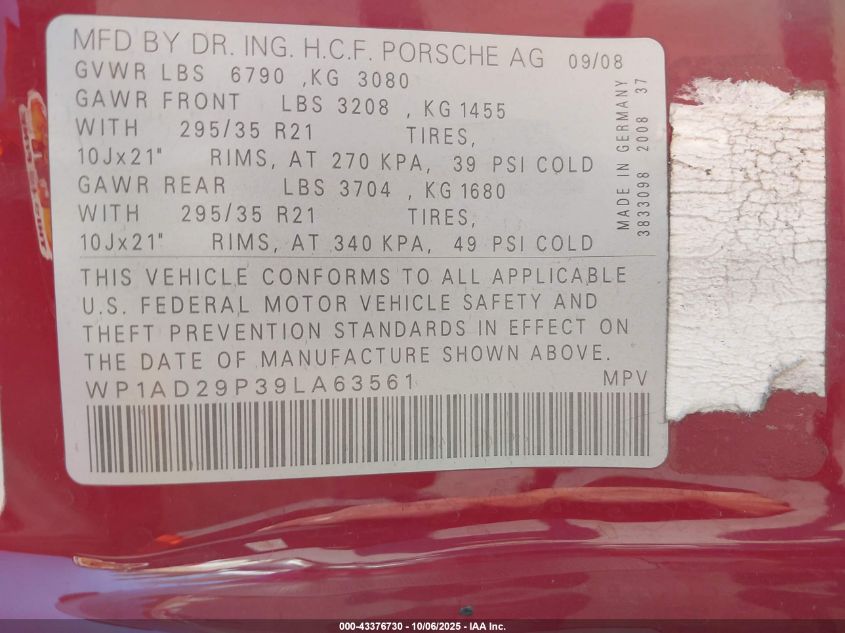 MFD BY DR. ING. H.C.F. PORSCHE AG 09/08
GVWR LBS 6790 ,KG 3080
GAWR FRONT LBS 3208 , KG 1455
WITH 295/35 R21 TIRES,
10Jx21" RIMS, AT 270 KPA, 39 PSI COLD
GAWR REAR LBS 3704 , KG 1680
WITH 295/35 R21 TIRES,
10Jx21" RIMS, AT 340 KPA, 49 PSI COLD
MADE IN GERMANY
3833098 2008 37
THIS VEHICLE CONFORMS TO ALL APPLICABLE
U.S. FEDERAL MOTOR VEHICLE SAFETY AND
THEFT PREVENTION STANDARDS IN EFFECT ON
THE DATE OF MANUFACTURE SHOWN ABOVE.
WP1AD29P39LA63561 MPV
000-43376730 - 10/06/2025 - IAA Inc.